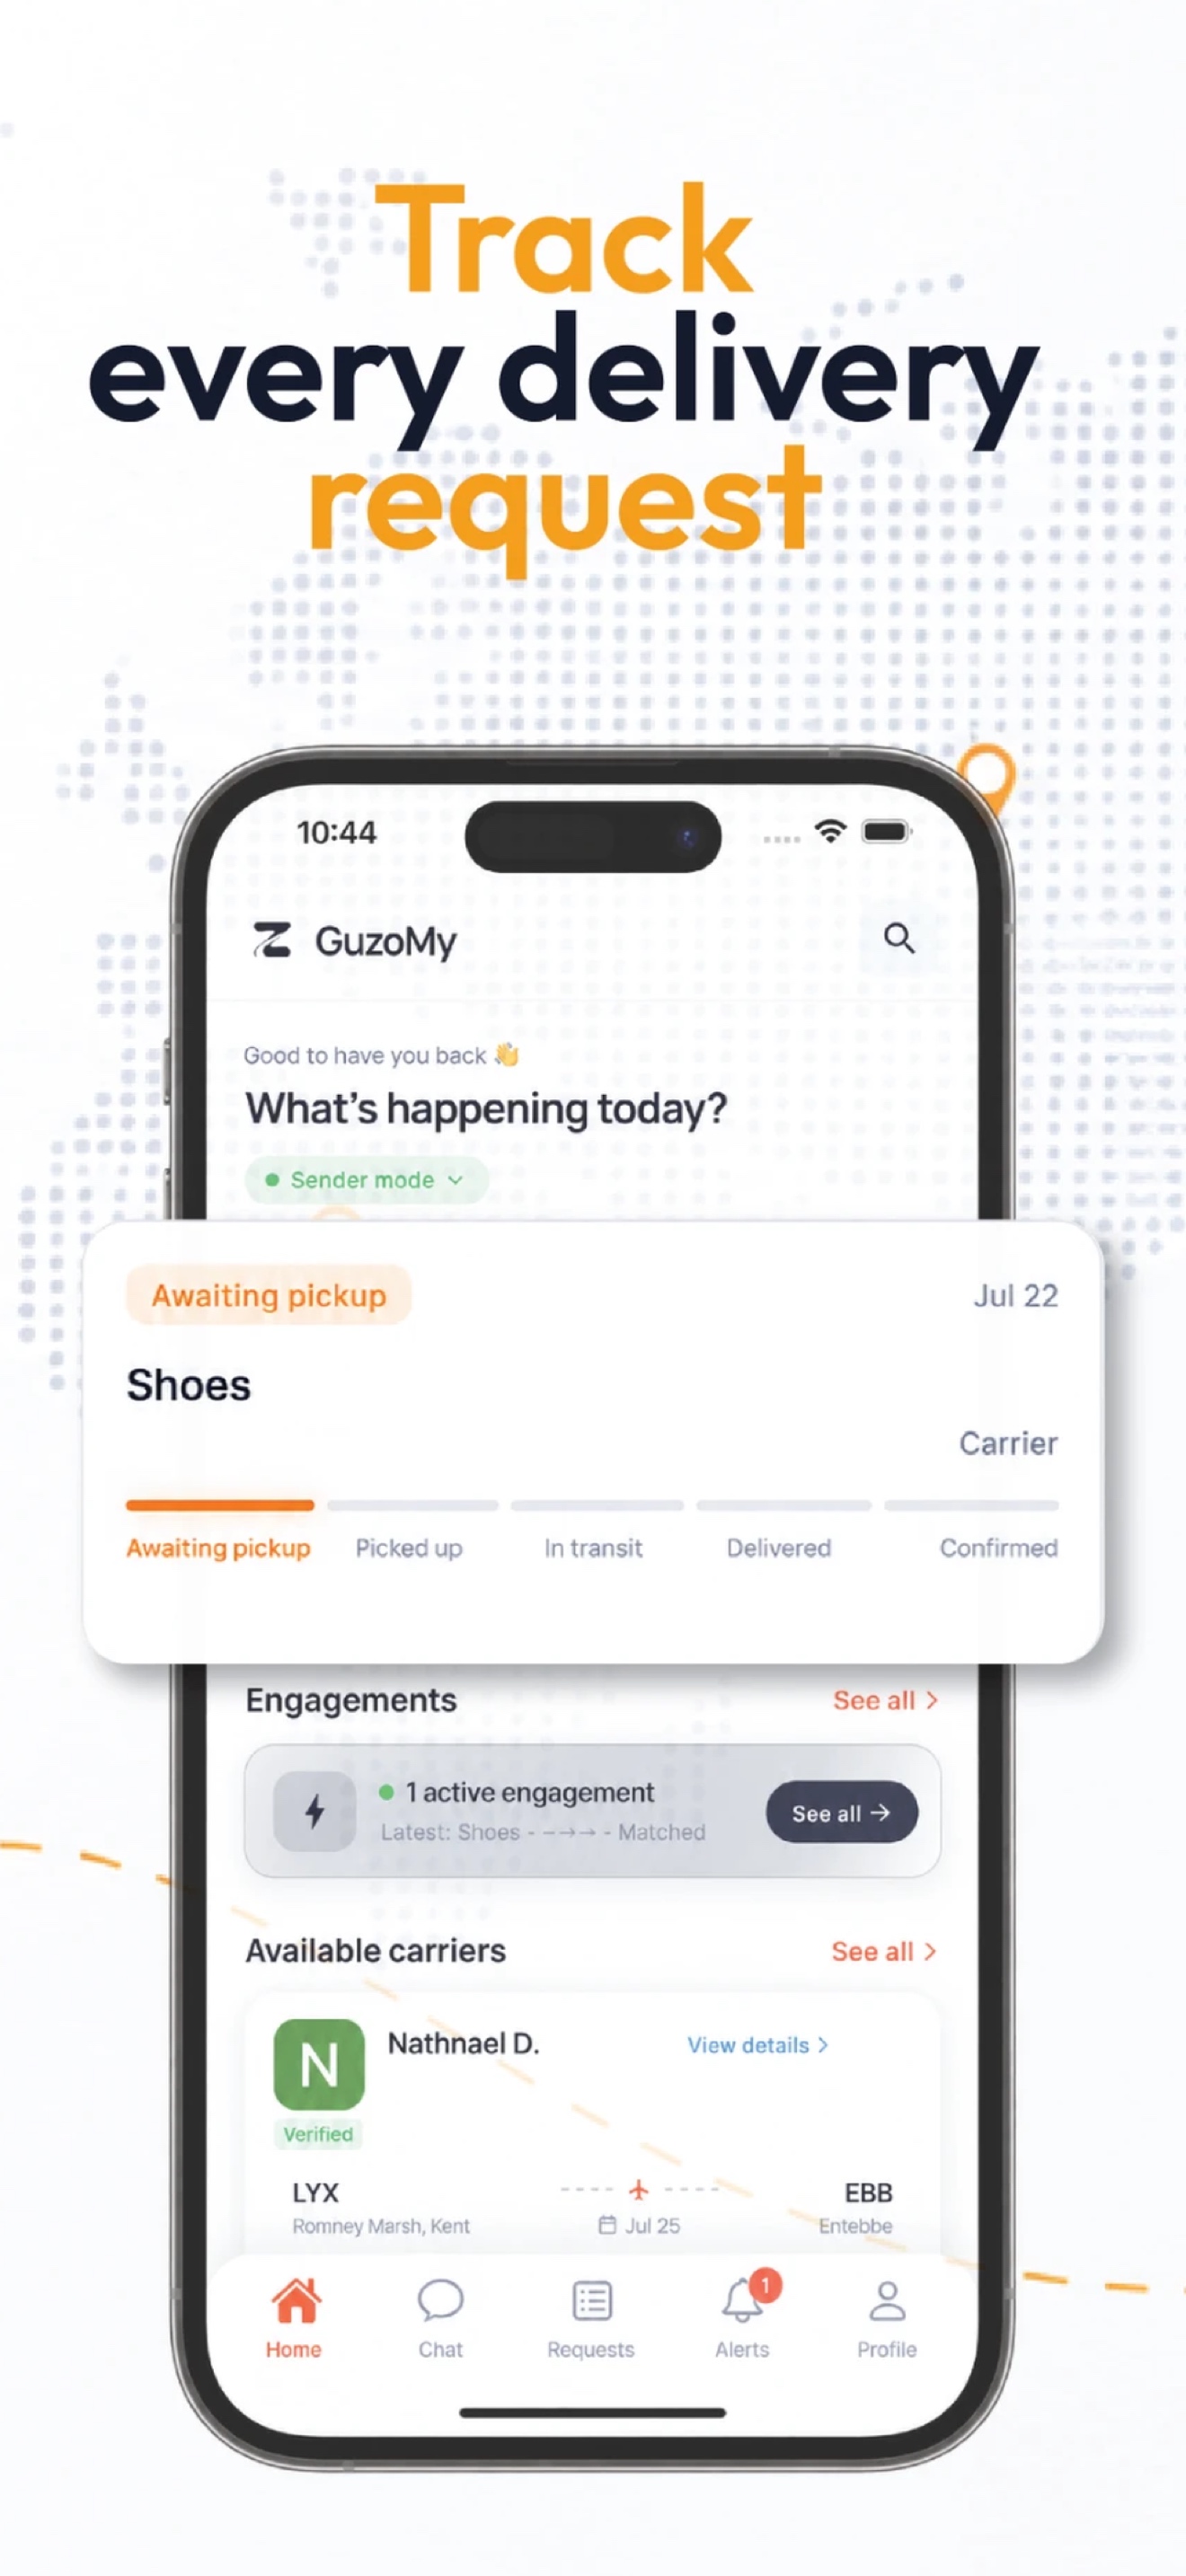 Track
every delivery
request
10:44
GuzoMy
Good to have you back 👋
What's happening today?
Sender mode
Awaiting pickup
Jul 22
Shoes
Carrier
Awaiting pickup
Picked up
In transit
Delivered
Confirmed
Engagements
See all >
1 active engagement
Latest: Shoes - -→→ - Matched
See all →
Available carriers
See all >
N
Nathnael D.
View details >
Verified
LYX
EBB
Romney Marsh, Kent
Jul 25
Entebbe
1
Home
Chat
Requests
Alerts
Profile